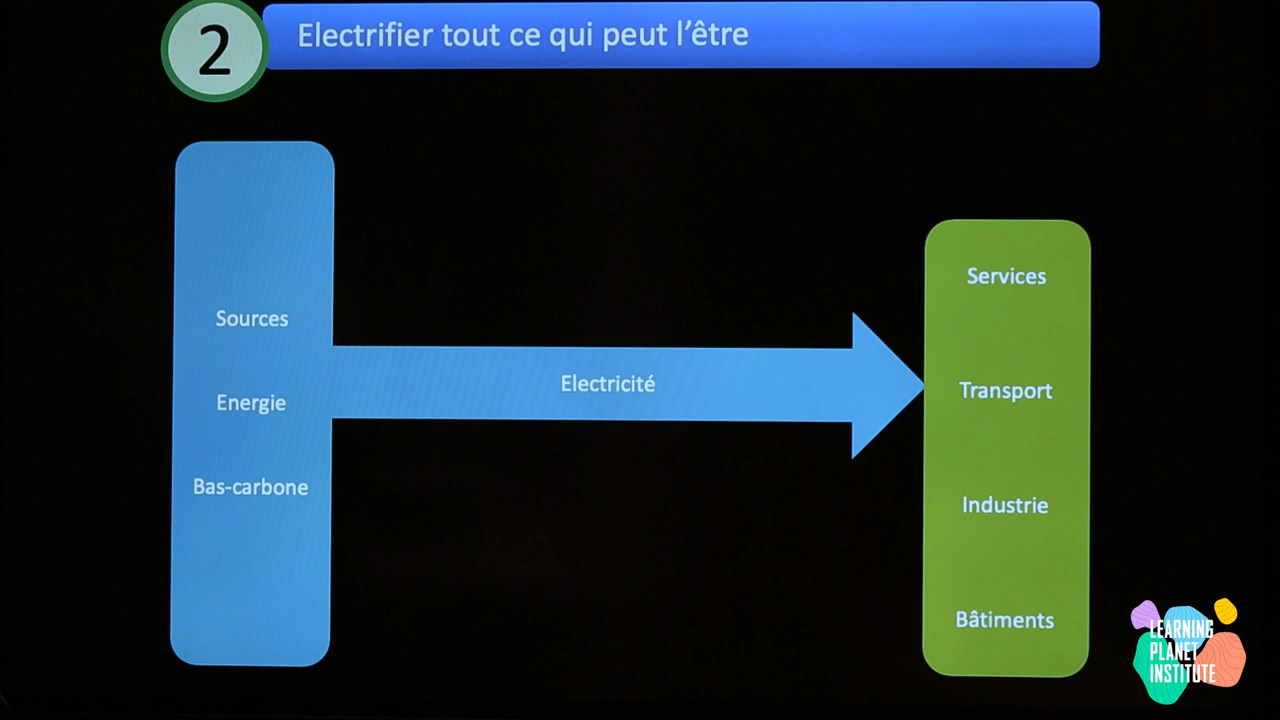 2
Electrifier tout ce qui peut l’être
Sources
Energie
Bas-carbone
Electricité
Services
Transport
Industrie
Bâtiments
LEARNING
PLANET
INSTITUTE